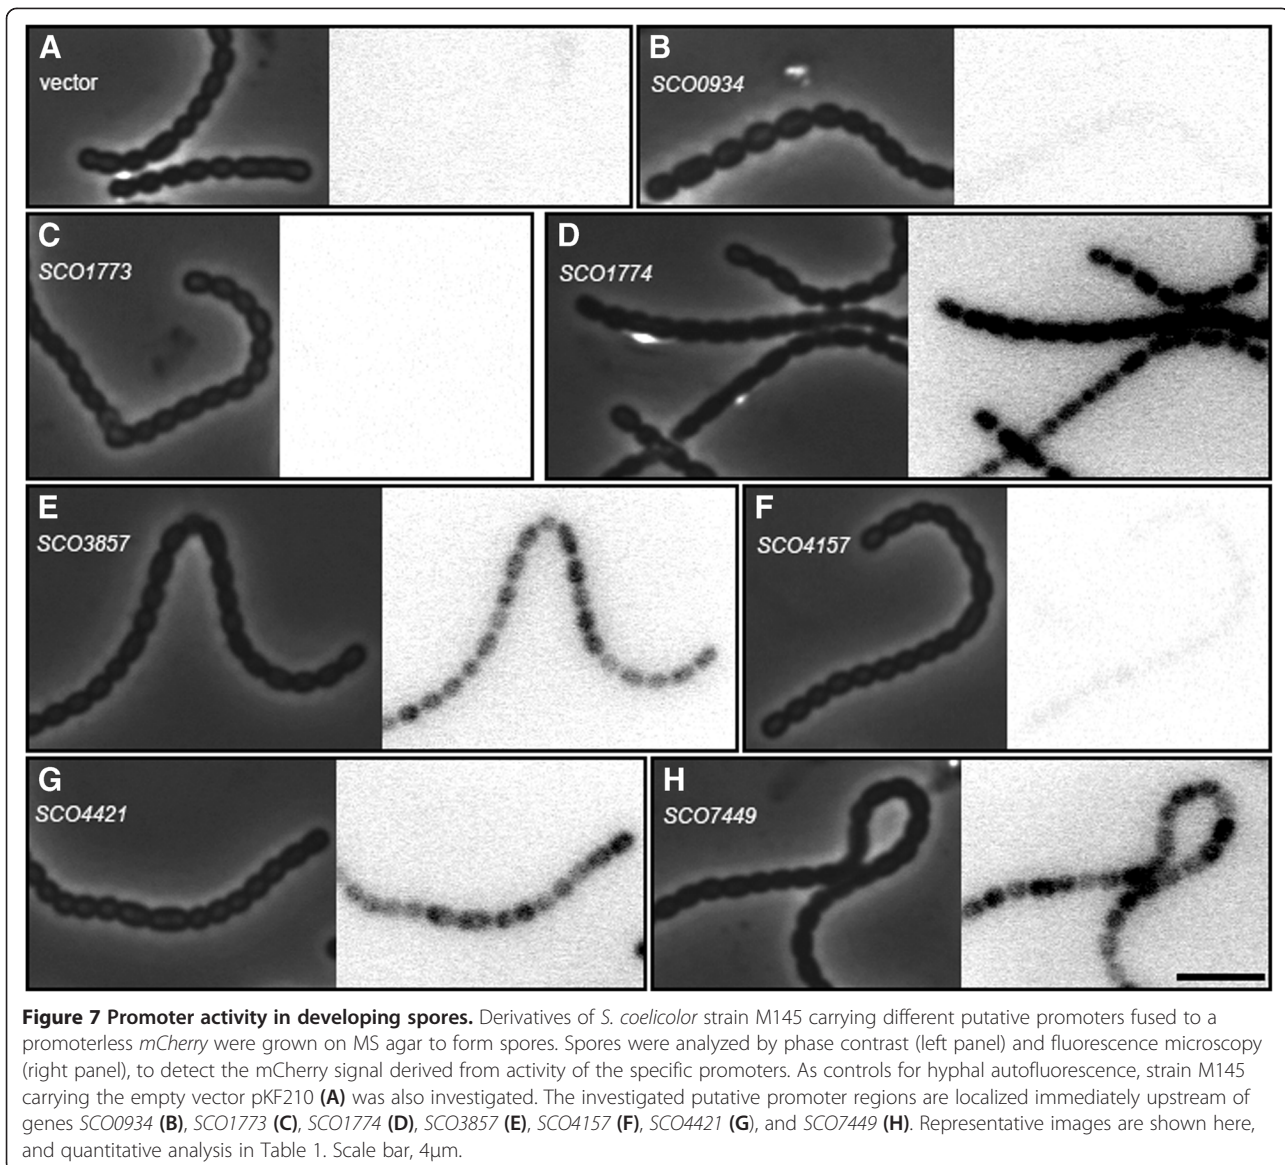 A
vector
B
SCO0934
C
SCO1773
D
SCO1774
E
SCO3857
F
SCO4157
G
SCO4421
H
SCO7449
Figure 7 Promoter activity in developing spores. Derivatives of S. coelicolor strain M145 carrying different putative promoters fused to a
promoterless mCherry were grown on MS agar to form spores. Spores were analyzed by phase contrast (left panel) and fluorescence microscopy
(right panel), to detect the mCherry signal derived from activity of the specific promoters. As controls for hyphal autofluorescence, strain M145
carrying the empty vector pKF210 (A) was also investigated. The investigated putative promoter regions are localized immediately upstream of
genes SCO0934 (B), SCO1773 (C), SCO1774 (D), SCO3857 (E), SCO4157 (F), SCO4421 (G), and SCO7449 (H). Representative images are shown here,
and quantitative analysis in Table 1. Scale bar, 4μm.